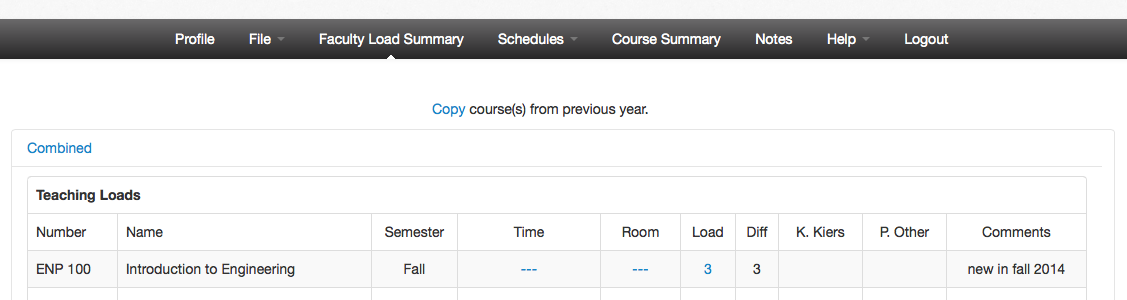 Profile File Faculty Load Summary Schedules Course Summary Notes Help Logout
Copy course(s) from previous year.
Combined
Teaching Loads
Number Name Semester Time Room Load Diff K. Kiers P. Other Comments
ENP 100 Introduction to Engineering Fall --- --- 3 3 new in fall 2014